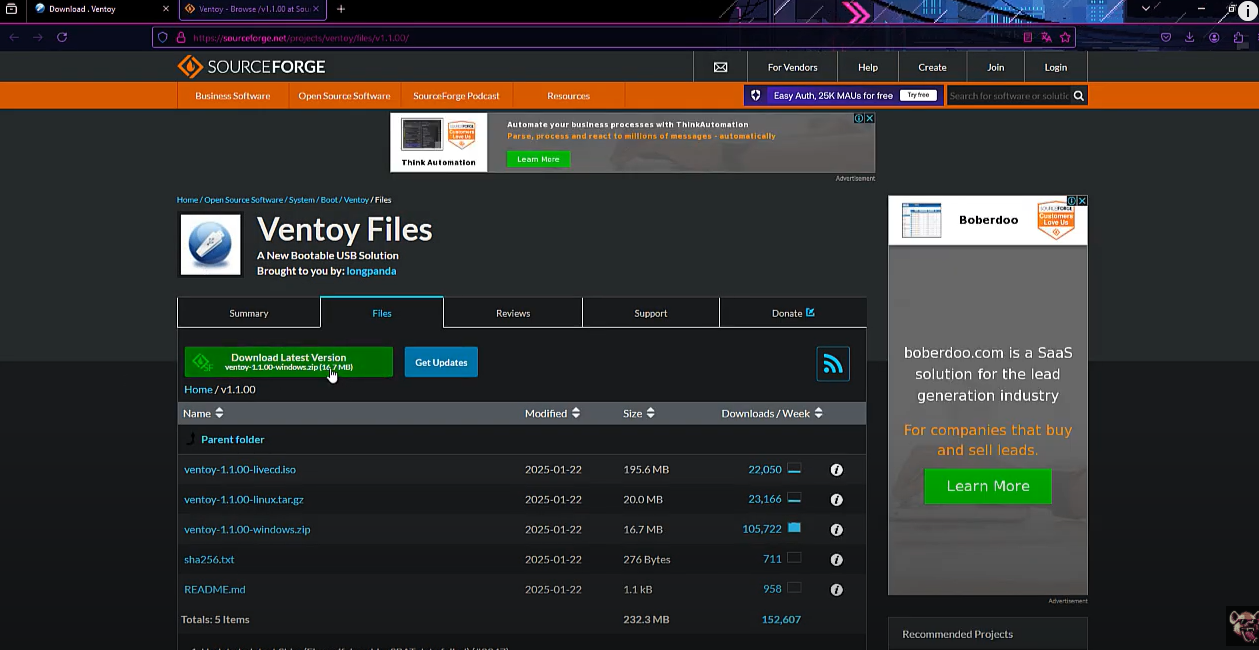 Download . Ventoy
Ventoy - Browse /v1.1.00 at Sou
https://sourceforge.net/projects/ventoy/files/v1.1.00/
SOURCEFORGE
For Vendors
Help
Create
Join
Login
Business Software
Open Source Software
SourceForge Podcast
Resources
Easy Auth, 25K MAUs for free
Try free
Search for software or solutic
Think Automation
Automate your business processes with ThinkAutomation
Parse, process and react to millions of messages - automatically
Learn More
Advertisement
Home / Open Source Software / System / Boot / Ventoy / Files
Ventoy Files
A New Bootable USB Solution
Brought to you by: longpanda
Summary
Files
Reviews
Support
Donate
Download Latest Version
ventoy-1.1.00-windows.zip (16.7 MB)
Get Updates
Home / v1.1.00
Name Modified Size Downloads / Week
Parent folder
ventoy-1.1.00-livecd.iso 2025-01-22 195.6 MB 22,050
ventoy-1.1.00-linux.tar.gz 2025-01-22 20.0 MB 23,166
ventoy-1.1.00-windows.zip 2025-01-22 16.7 MB 105,722
sha256.txt 2025-01-22 276 Bytes 711
README.md 2025-01-22 1.1 kB 958
Totals: 5 Items 232.3 MB 152,607
Boberdoo
SOURCEFORGE
Customers
Love Us
boberdoo.com is a SaaS
solution for the lead
generation industry
For companies that buy
and sell leads.
Learn More
Advertisement
Recommended Projects